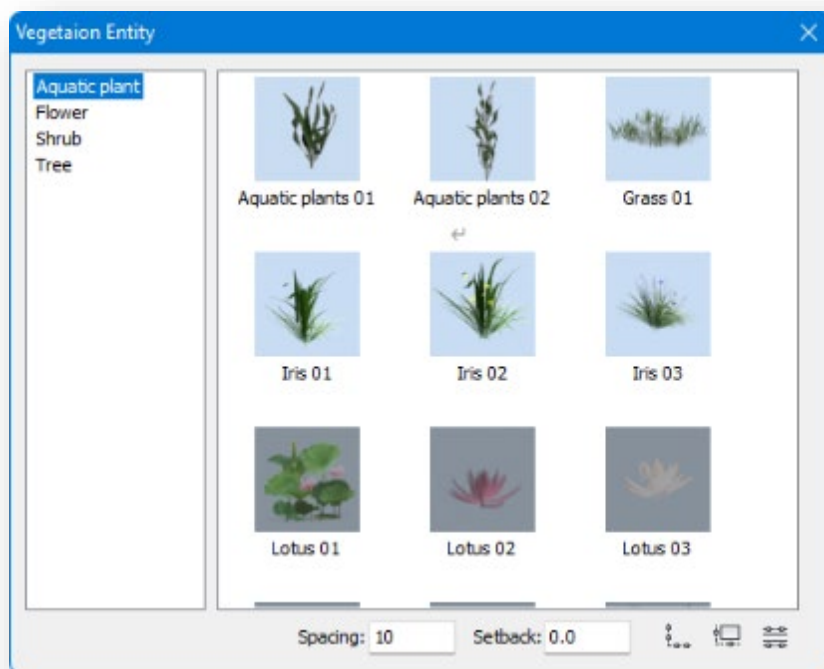 Vegetaion Entity
Aquatic plant
Flower
Shrub
Tree
Aquatic plants 01
Aquatic plants 02
Grass 01
Iris 01
Iris 02
Iris 03
Lotus 01
Lotus 02
Lotus 03
Spacing: 10
Setback: 0.0